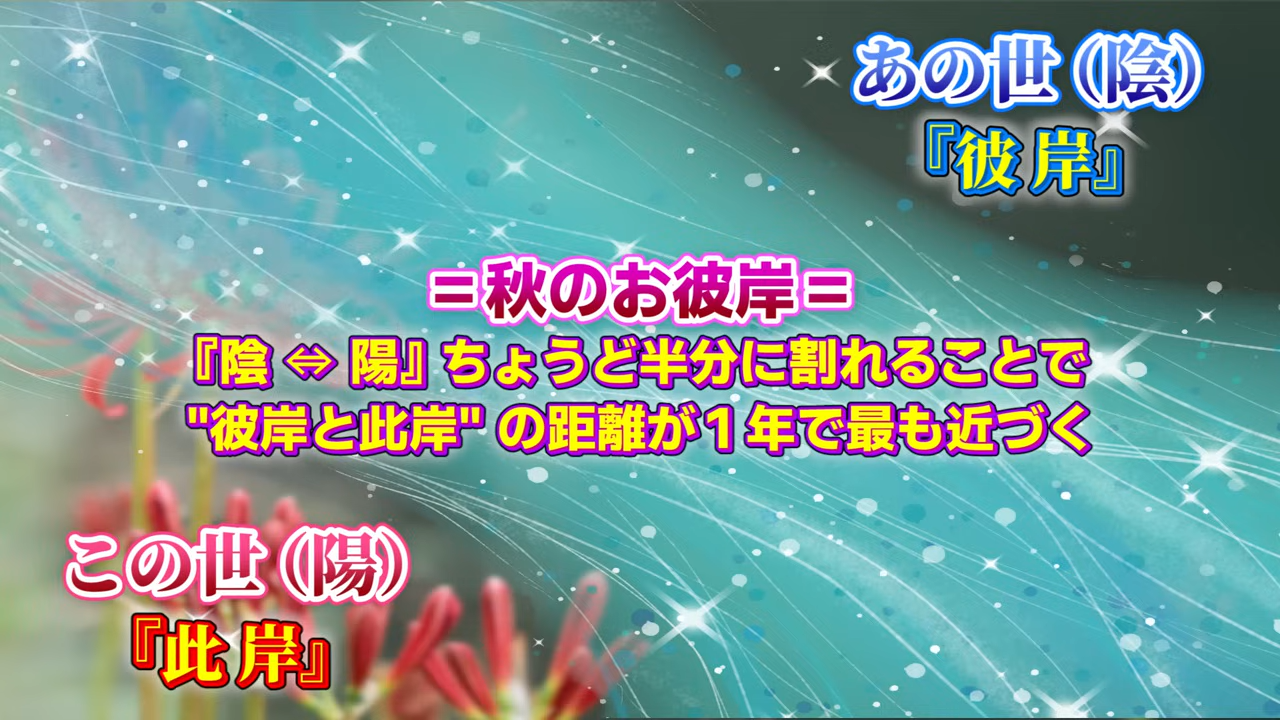 あの世(陰)
『彼岸』
=秋のお彼岸=
『陰 ⇔ 陽』ちょうど半分に割れることで
"彼岸と此岸" の距離が１年で最も近づく
この世(陽)
『此岸』